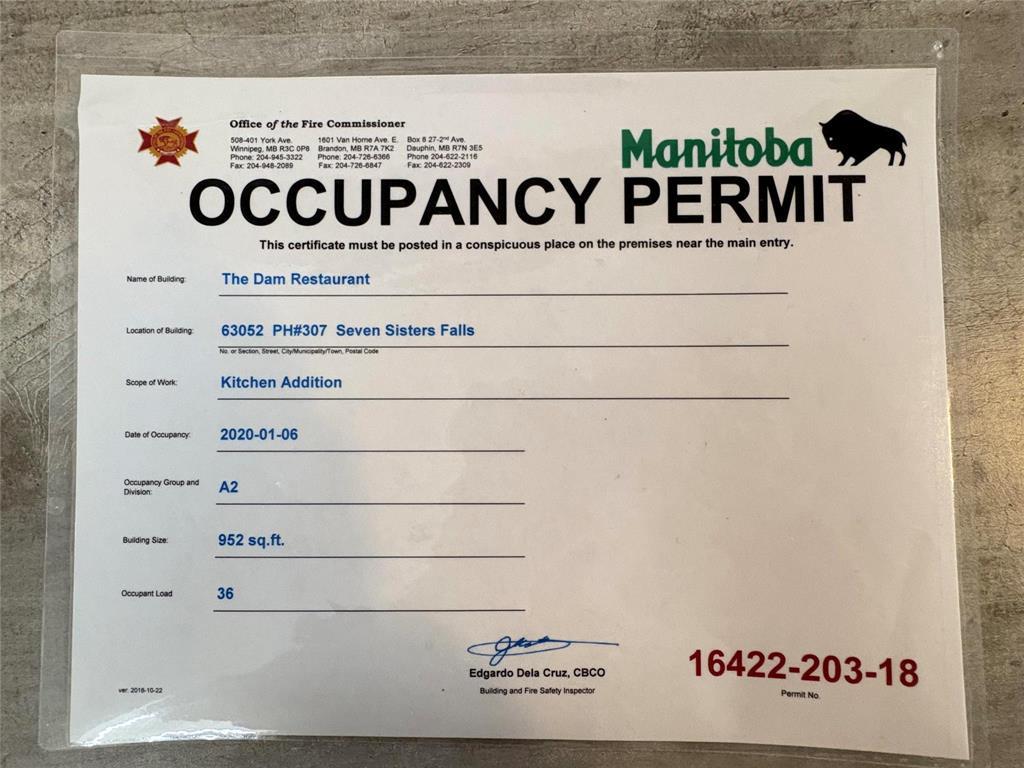 Office of the Fire Commissioner
508-401 York Ave. 1601 Van Horne Ave. E. Box 8 27-2nd Ave.
Winnipeg, MB R3C 0P8 Brandon, MB R7A 7K2 Dauphin, MB R7N 3E5
Phone: 204-945-3322 Phone: 204-726-6366 Phone 204-622-2116
Fax: 204-948-2089 Fax: 204-726-6847 Fax: 204-622-2309
Manitoba
OCCUPANCY PERMIT
This certificate must be posted in a conspicuous place on the premises near the main entry.
Name of Building: The Dam Restaurant
Location of Building: 63052 PH#307 Seven Sisters Falls
No. or Section, Street, City/Municipality/Town, Postal Code
Scope of Work: Kitchen Addition
Date of Occupancy: 2020-01-06
Occupancy Group and
Division: A2
Building Size: 952 sq.ft.
Occupant Load 36
Edgardo Dela Cruz, CBCO
Building and Fire Safety Inspector
16422-203-18
Permit No.
ver. 2018-10-22